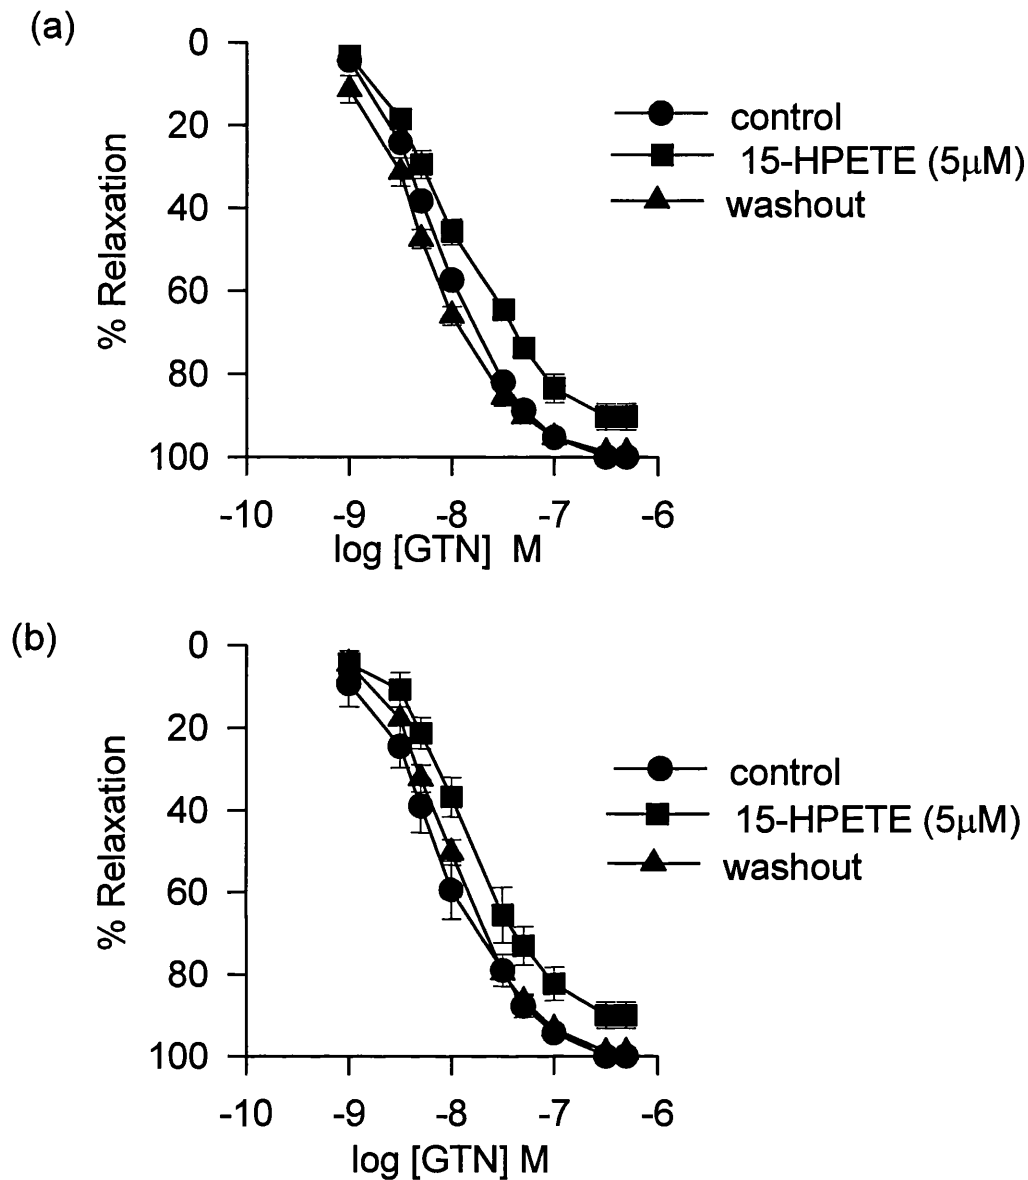 (a)
0
20
40
60
80
100
% Relaxation
-10 -9 -8 -7 -6
log [GTN] M
control
15-HPETE (5μM)
washout
(b)
0
20
40
60
80
100
% Relaxation
-10 -9 -8 -7 -6
log [GTN] M
control
15-HPETE (5μM)
washout